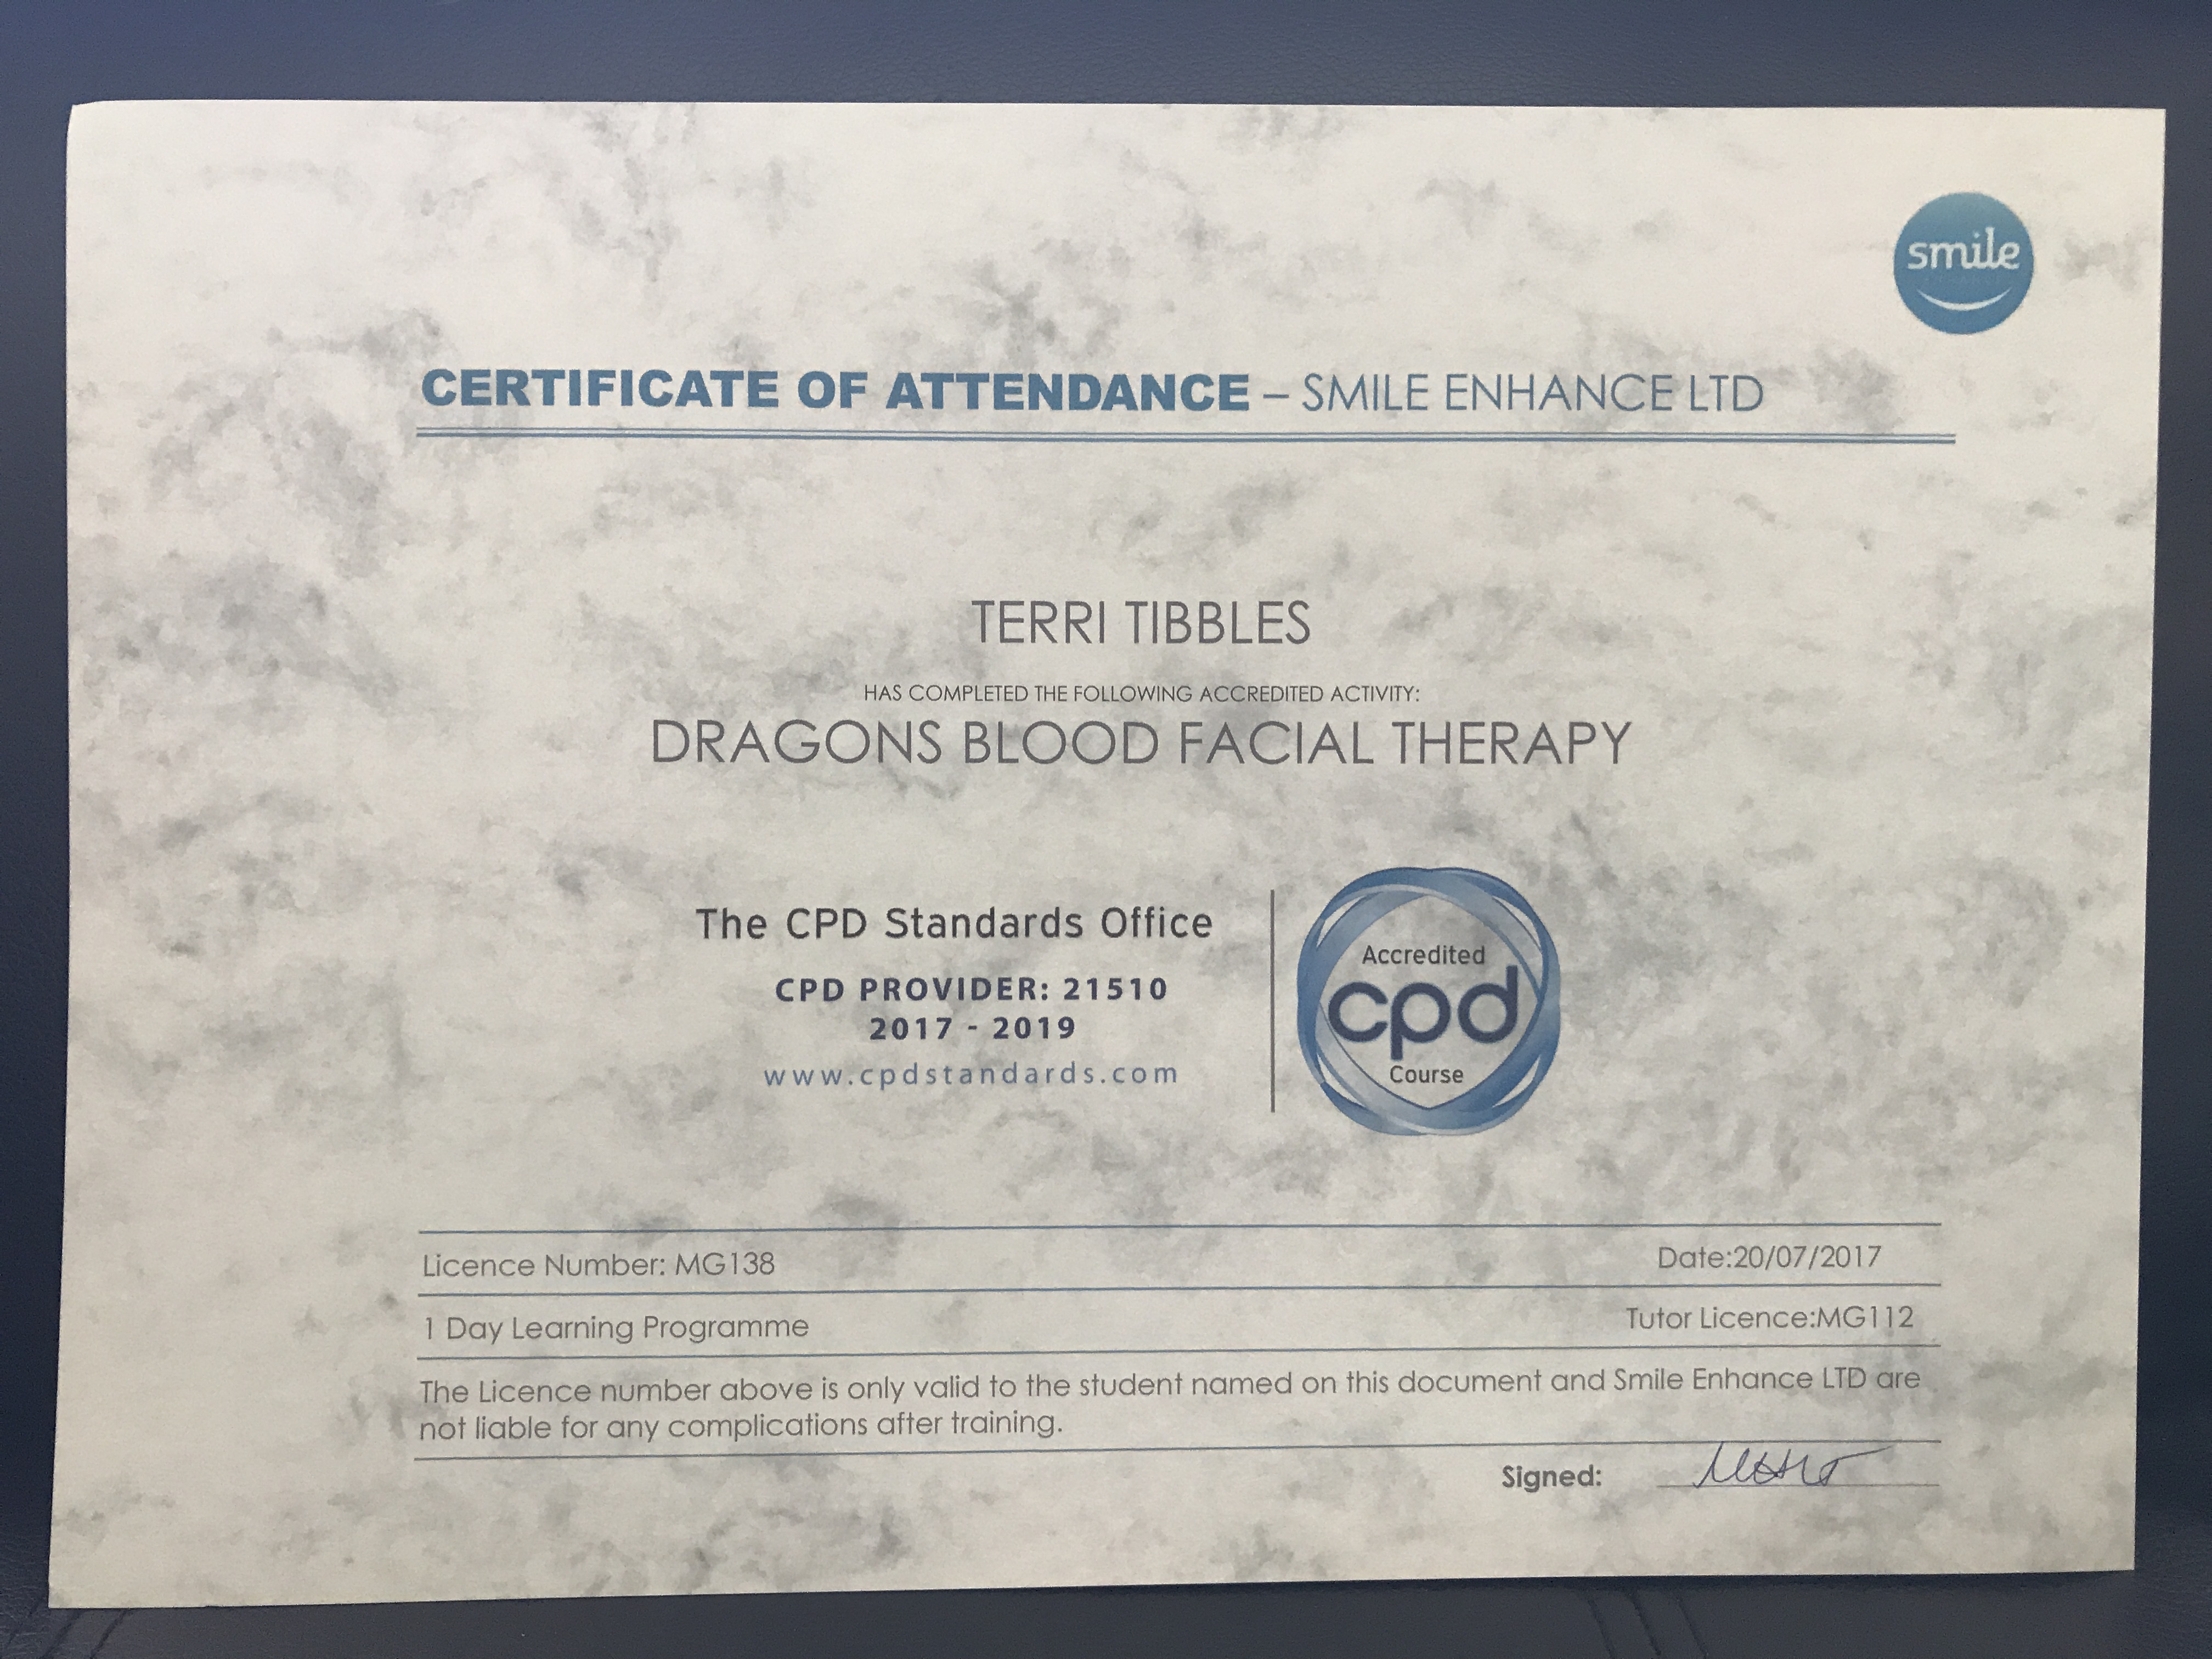 smile
CERTIFICATE OF ATTENDANCE – SMILE ENHANCE LTD
TERRI TIBBLES
HAS COMPLETED THE FOLLOWING ACCREDITED ACTIVITY:
DRAGONS BLOOD FACIAL THERAPY
The CPD Standards Office
CPD PROVIDER: 21510
2017 - 2019
www.cpdstandards.com
Accredited
cpd
Course
Licence Number: MG138
Date:20/07/2017
1 Day Learning Programme
Tutor Licence:MG112
The Licence number above is only valid to the student named on this document and Smile Enhance LTD are
not liable for any complications after training.
Signed: